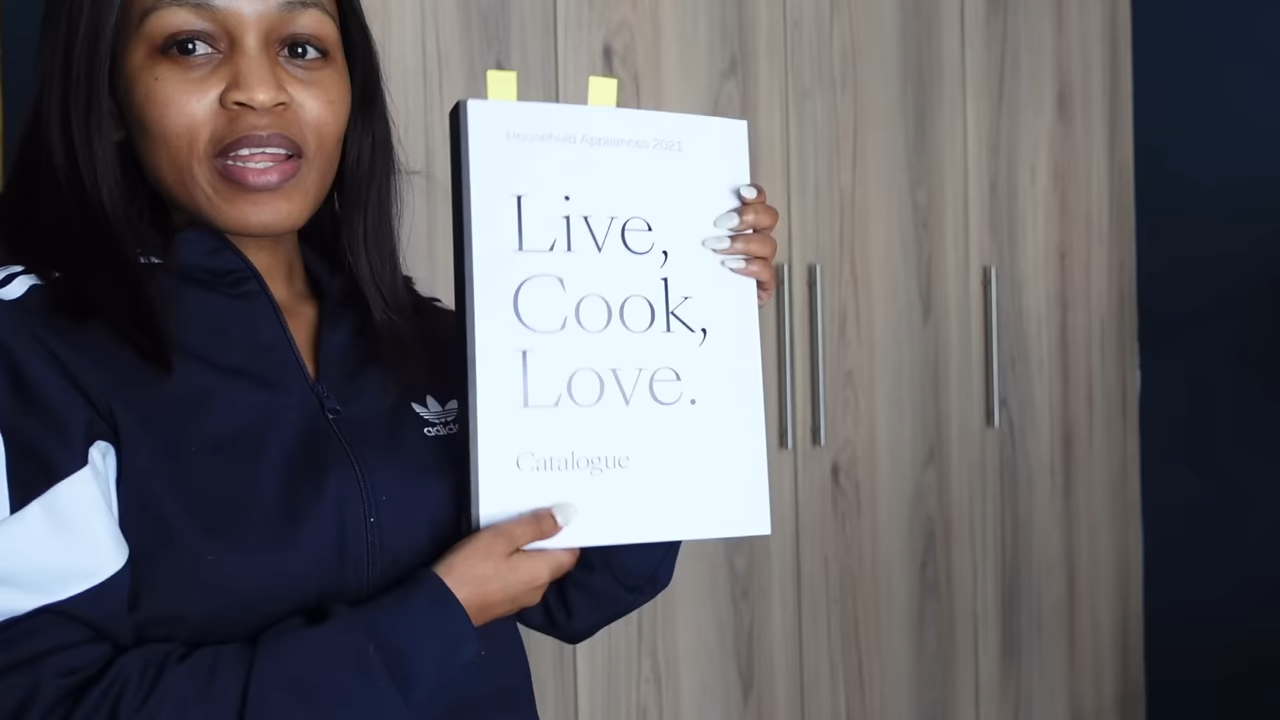 Household Appliances 2021
Live,
Cook,
Love.
Catalogue
adidas